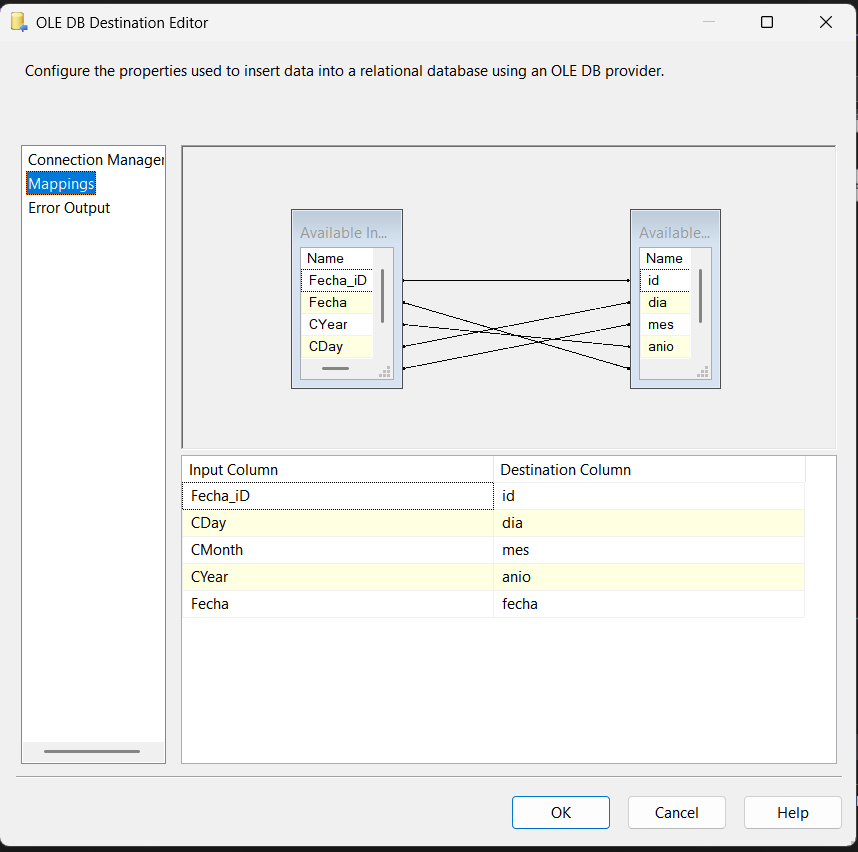 OLE DB Destination Editor
Configure the properties used to insert data into a relational database using an OLE DB provider.
Connection Manager
Mappings
Error Output
Available In...
Name
Fecha_iD
Fecha
CYear
CDay
Available...
Name
id
dia
mes
anio
Input Column Destination Column
Fecha_iD id
CDay dia
CMonth mes
CYear anio
Fecha fecha
OK Cancel Help